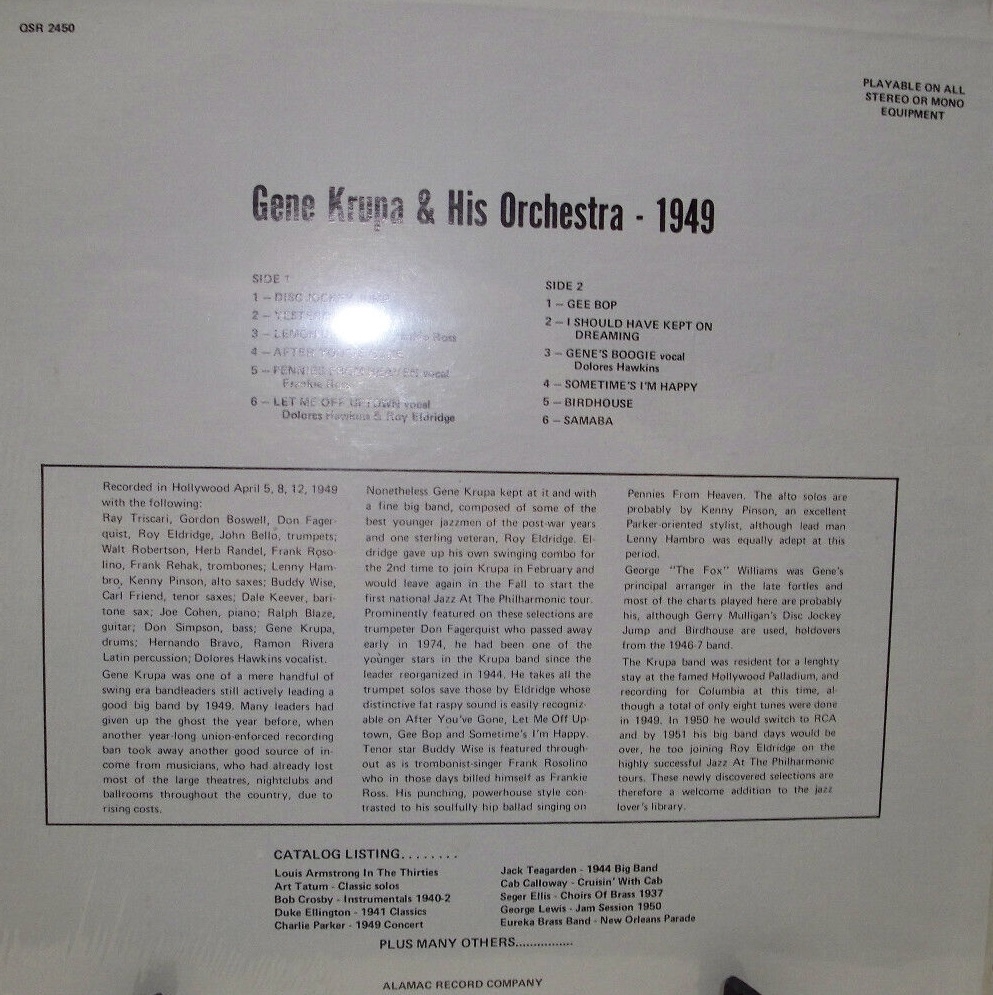 QSR 2450
PLAYABLE ON ALL
STEREO OR MONO
EQUIPMENT
Gene Krupa & His Orchestra - 1949
SIDE 1
1 – DISC JOCKEY JUMP
2 –
3 – LEMON Ross
4 – AFTER YOU'VE GONE
5 – PENNIES FROM HEAVEN vocal
Frankie Ross
6 – LET ME OFF UPTOWN vocal
Dolores Hawkins & Roy Eldridge
SIDE 2
1 – GEE BOP
2 – I SHOULD HAVE KEPT ON
DREAMING
3 – GENE'S BOOGIE vocal
Dolores Hawkins
4 – SOMETIME'S I'M HAPPY
5 – BIRDHOUSE
6 – SAMABA
Recorded in Hollywood April 5, 8, 12, 1949
with the following:
Ray Triscari, Gordon Boswell, Don Fager-
quist, Roy Eldridge, John Bello, trumpets;
Walt Robertson, Herb Randel, Frank Roso-
lino, Frank Rehak, trombones; Lenny Ham-
bro, Kenny Pinson, alto saxes; Buddy Wise,
Carl Friend, tenor saxes; Dale Keever, bari-
tone sax; Joe Cohen, piano; Ralph Blaze,
guitar; Don Simpson, bass; Gene Krupa,
drums; Hernando Bravo, Ramon Rivera
Latin percussion; Dolores Hawkins vocalist.
Gene Krupa was one of a mere handful of
swing era bandleaders still actively leading a
good big band by 1949. Many leaders had
given up the ghost the year before, when
another year-long union-enforced recording
ban took away another good source of in-
come from musicians, who had already lost
most of the large theatres, nightclubs and
ballrooms throughout the country, due to
rising costs.
Nonetheless Gene Krupa kept at it and with
a fine big band, composed of some of the
best younger jazzmen of the post-war years
and one sterling veteran, Roy Eldridge. El-
dridge gave up his own swinging combo for
the 2nd time to join Krupa in February and
would leave again in the Fall to start the
first national Jazz At The Philharmonic tour.
Prominently featured on these selections are
trumpeter Don Fagerquist who passed away
early in 1974, he had been one of the
younger stars in the Krupa band since the
leader reorganized in 1944. He takes all the
trumpet solos save those by Eldridge whose
distinctive fat raspy sound is easily recogniz-
able on After You've Gone, Let Me Off Up-
town, Gee Bop and Sometime's I'm Happy.
Tenor star Buddy Wise is featured through-
out as is trombonist-singer Frank Rosolino
who in those days billed himself as Frankie
Ross. His punching, powerhouse style con-
trasted to his soulfully hip ballad singing on
Pennies From Heaven. The alto solos are
probably by Kenny Pinson, an excellent
Parker-oriented stylist, although lead man
Lenny Hambro was equally adept at this
period.
George "The Fox" Williams was Gene's
principal arranger in the late forties and
most of the charts played here are probably
his, although Gerry Mulligan's Disc Jockey
Jump and Birdhouse are used, holdovers
from the 1946-7 band.
The Krupa band was resident for a lenghty
stay at the famed Hollywood Palladium, and
recording for Columbia at this time, al-
though a total of only eight tunes were done
in 1949. In 1950 he would switch to RCA
and by 1951 his big band days would be
over, he too joining Roy Eldridge on the
highly successful Jazz At The Philharmonic
tours. These newly discovered selections are
therefore a welcome addition to the jazz
lover's library.
CATALOG LISTING........
Louis Armstrong In The Thirties
Art Tatum - Classic solos
Bob Crosby - Instrumentals 1940-2
Duke Ellington - 1941 Classics
Charlie Parker - 1949 Concert
Jack Teagarden - 1944 Big Band
Cab Calloway - Cruisin' With Cab
Seger Ellis - Choirs Of Brass 1937
George Lewis - Jam Session 1950
Eureka Brass Band - New Orleans Parade
PLUS MANY OTHERS...............
ALAMAC RECORD COMPANY